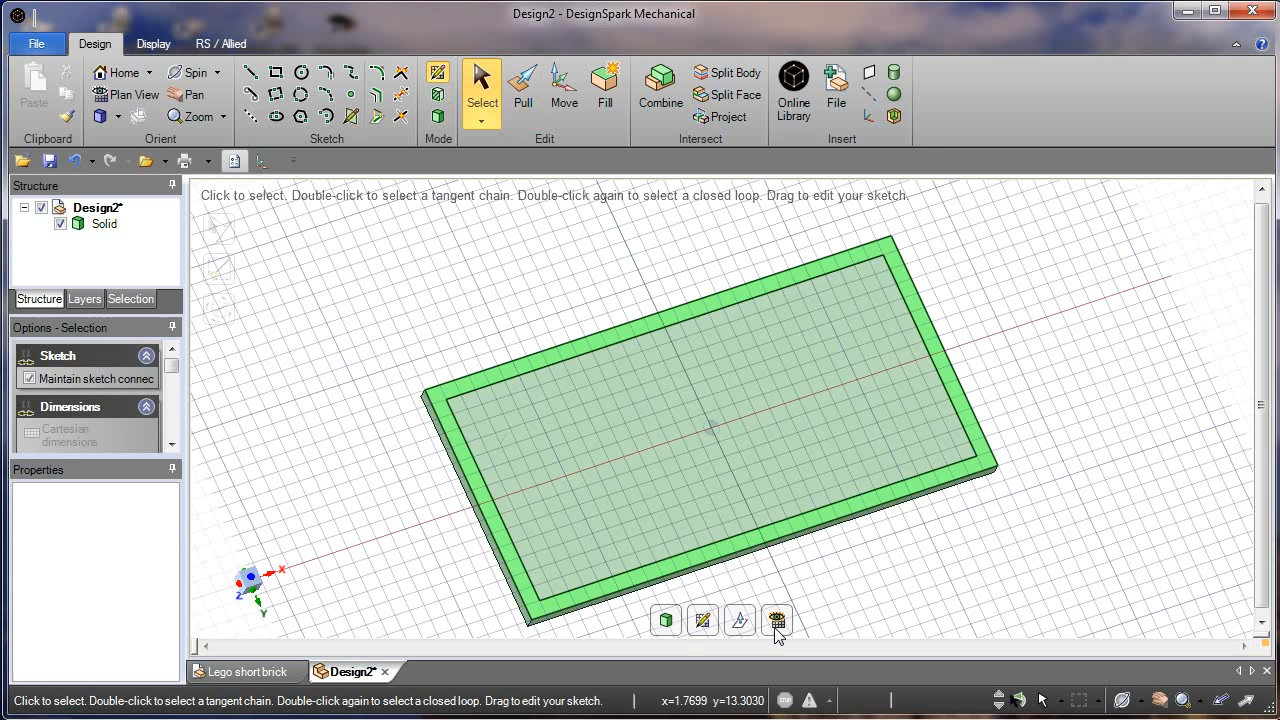 Design2 - DesignSpark Mechanical
File Design Display RS / Allied
Paste
Clipboard
Home Spin
Plan View Pan
Zoom
Orient
Sketch
Mode
Select Pull Move Fill
Edit
Combine Split Body
Split Face
Project
Intersect
Online Library File
Insert
Structure
Design2*
Solid
Structure Layers Selection
Options - Selection
Sketch
Maintain sketch connec
Dimensions
Cartesian
dimensions
Properties
Click to select. Double-click to select a tangent chain. Double-click again to select a closed loop. Drag to edit your sketch.
X
Z
Y
Lego short brick Design2*
Click to select. Double-click to select a tangent chain. Double-click again to select a closed loop. Drag to edit your sketch. x=1.7699 y=13.3030